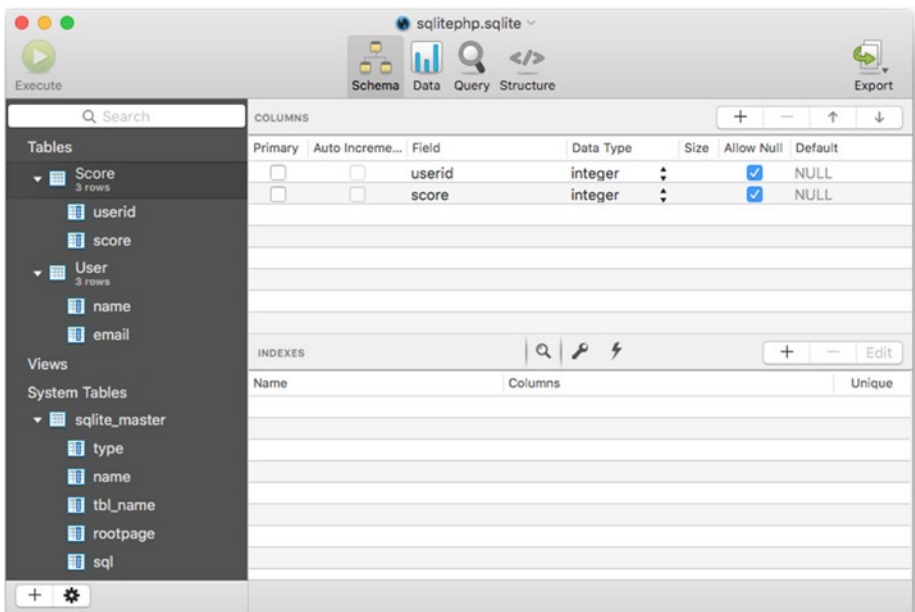 sqlitephp.sqlite
Execute
Schema Data Query Structure
Export
Search
Tables
Score
3 rows
userid
score
User
3 rows
name
email
Views
System Tables
sqlite_master
type
name
tbl_name
rootpage
sql
COLUMNS
Primary Auto Increme... Field Data Type Size Allow Null Default
userid integer NULL
score integer NULL
INDEXES
Edit
Name Columns Unique